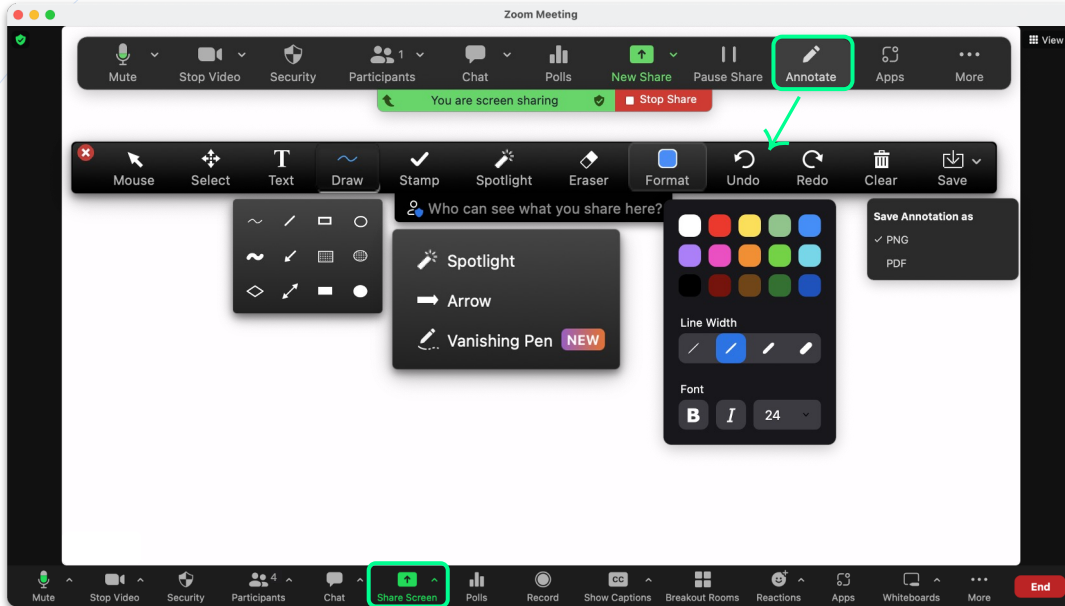 Zoom Meeting
View
Mute Stop Video Security Participants 1 Chat Polls New Share Pause Share Annotate Apps More
You are screen sharing Stop Share
Mouse Select Text Draw Stamp Spotlight Eraser Format Undo Redo Clear Save
Who can see what you share here?
Spotlight
Arrow
Vanishing Pen NEW
Line Width
Font
B I 24
Save Annotation as
PNG
PDF
Mute Stop Video Security Participants 4 Chat Share Screen Polls Record CC Show Captions Breakout Rooms Reactions Apps Whiteboards More End